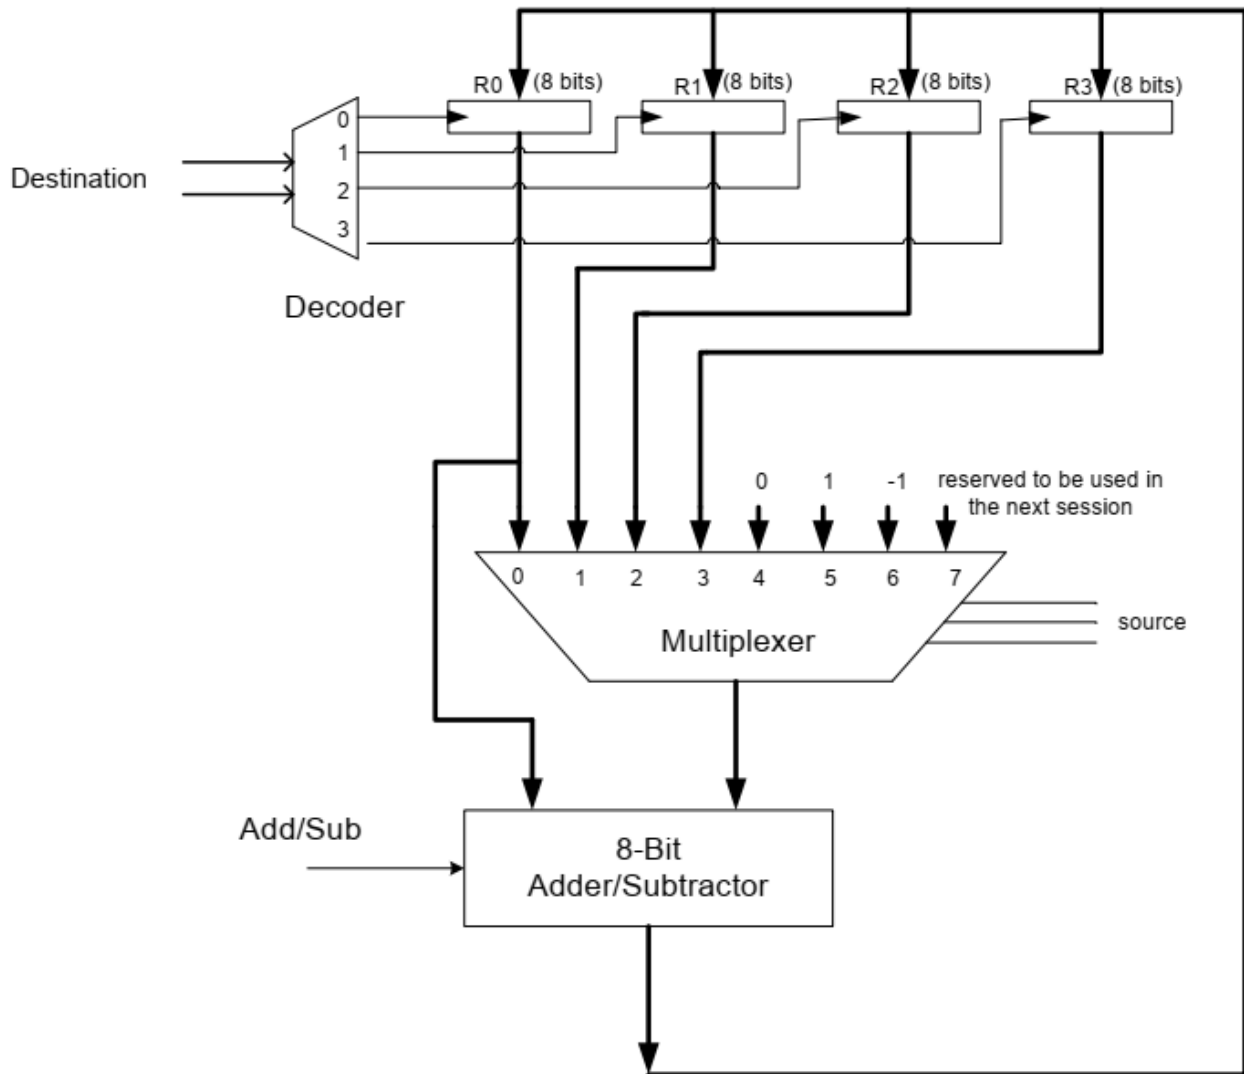 R0 (8 bits)
R1 (8 bits)
R2 (8 bits)
R3 (8 bits)
0
1
2
3
Destination
Decoder
0
1
-1
reserved to be used in
the next session
0
1
2
3
4
5
6
7
Multiplexer
source
Add/Sub
8-Bit
Adder/Subtractor